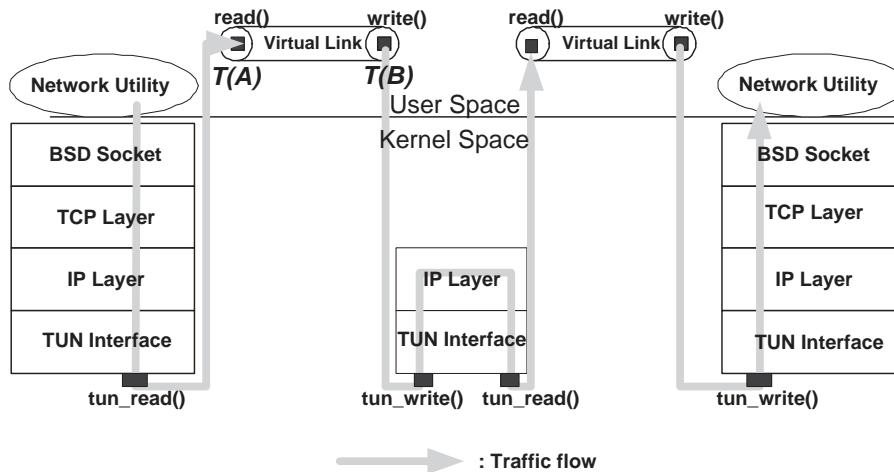 read()
write()
read()
write()
Virtual Link
Virtual Link
T(A)
T(B)
Network Utility
Network Utility
User Space
Kernel Space
BSD Socket
BSD Socket
TCP Layer
TCP Layer
IP Layer
IP Layer
IP Layer
TUN Interface
TUN Interface
TUN Interface
tun_read()
tun_write()
tun_read()
tun_write()
: Traffic flow